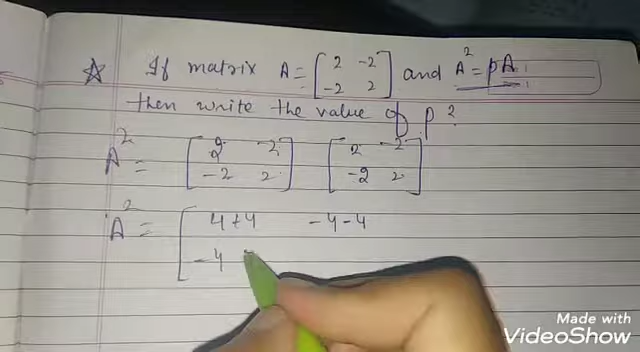 ☆ If matrix A = [2 -2 -2 2] and A² = pA
then write the value of p?
A² = [2 -2 -2 2] [2 -2 -2 2]
A² = [4+4 -4-4
-4
Made with
VideoShow